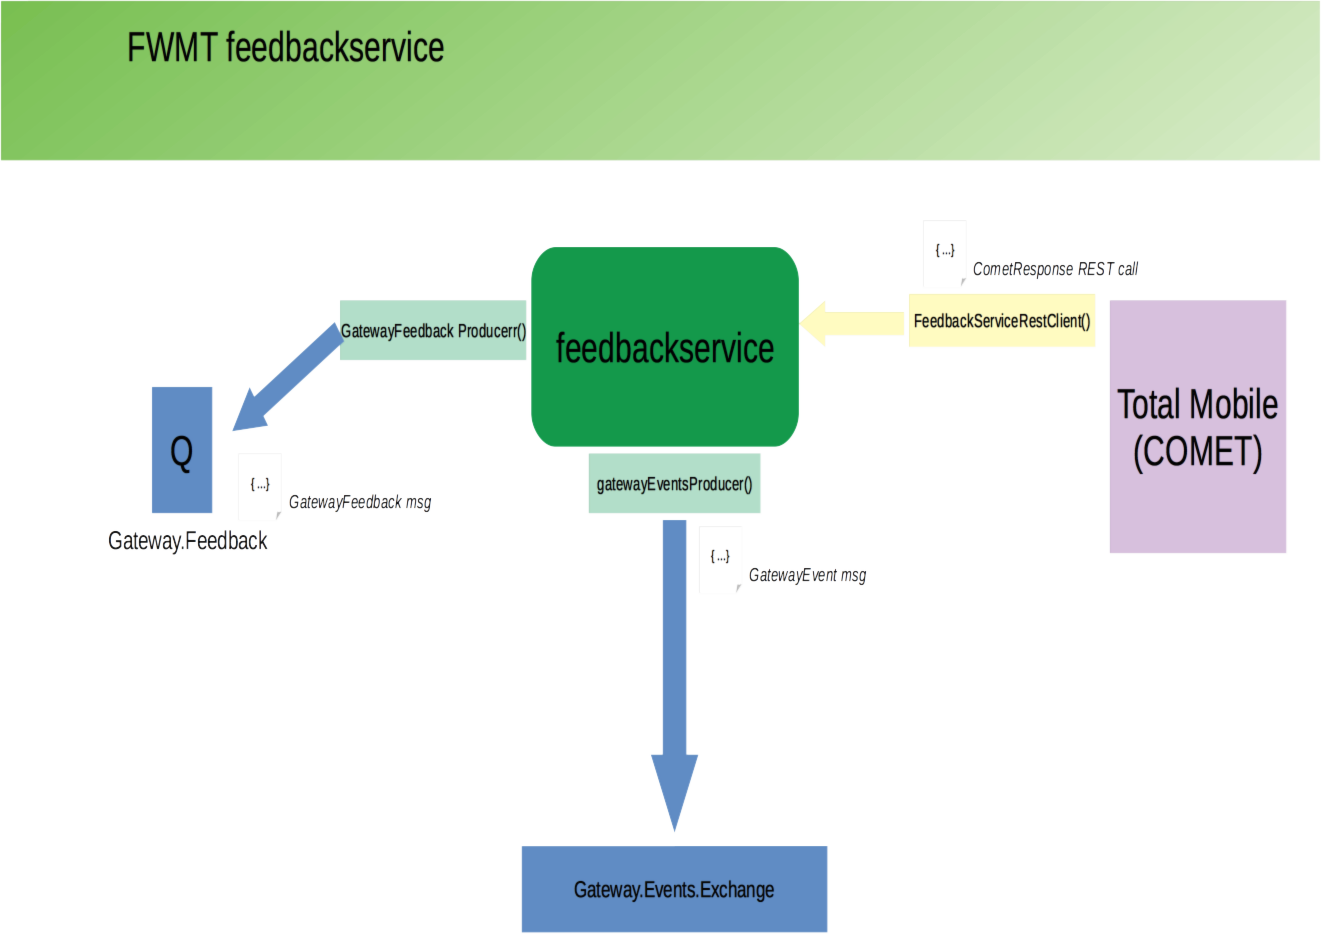 FWMT feedbackservice
{ ...}
CometResponse REST call
GatewayFeedback Producerr()
feedbackservice
FeedbackServiceRestClient()
Total Mobile
(COMET)
Q
{ ...}
GatewayFeedback msg
Gateway.Feedback
gatewayEventsProducer()
{ ...}
GatewayEvent msg
Gateway.Events.Exchange